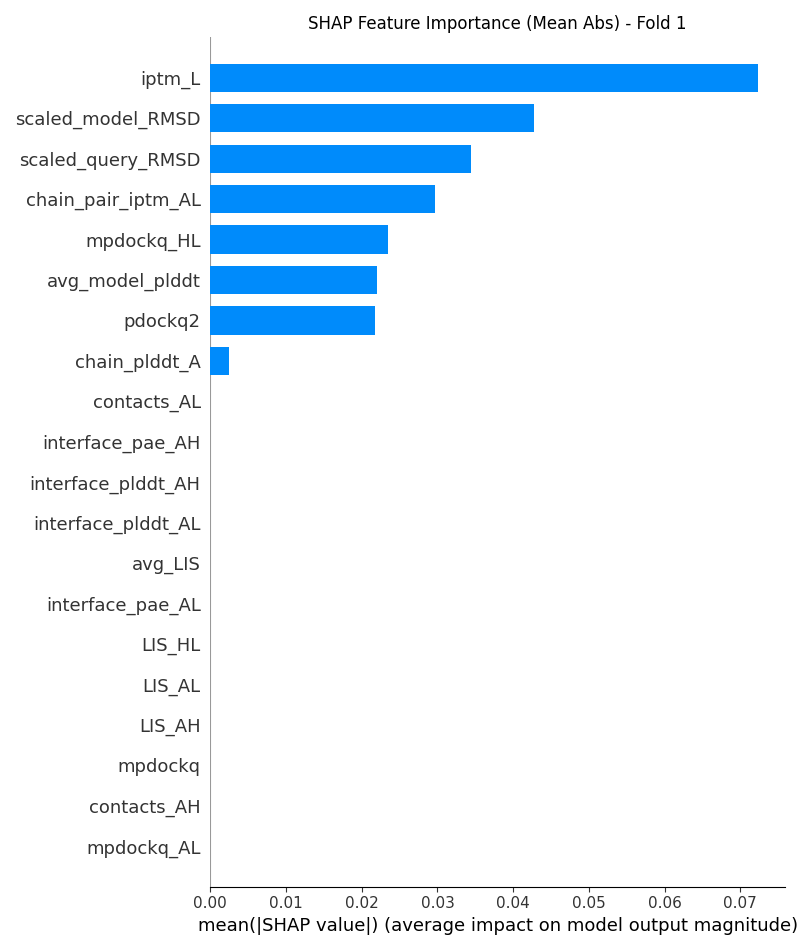 SHAP Feature Importance (Mean Abs) - Fold 1
iptm_L
scaled_model_RMSD
scaled_query_RMSD
chain_pair_iptm_AL
mpdockq_HL
avg_model_plddt
pdockq2
chain_plddt_A
contacts_AL
interface_pae_AH
interface_plddt_AH
interface_plddt_AL
avg_LIS
interface_pae_AL
LIS_HL
LIS_AL
LIS_AH
mpdockq
contacts_AH
mpdockq_AL
0.00 0.01 0.02 0.03 0.04 0.05 0.06 0.07
mean(|SHAP value|) (average impact on model output magnitude)